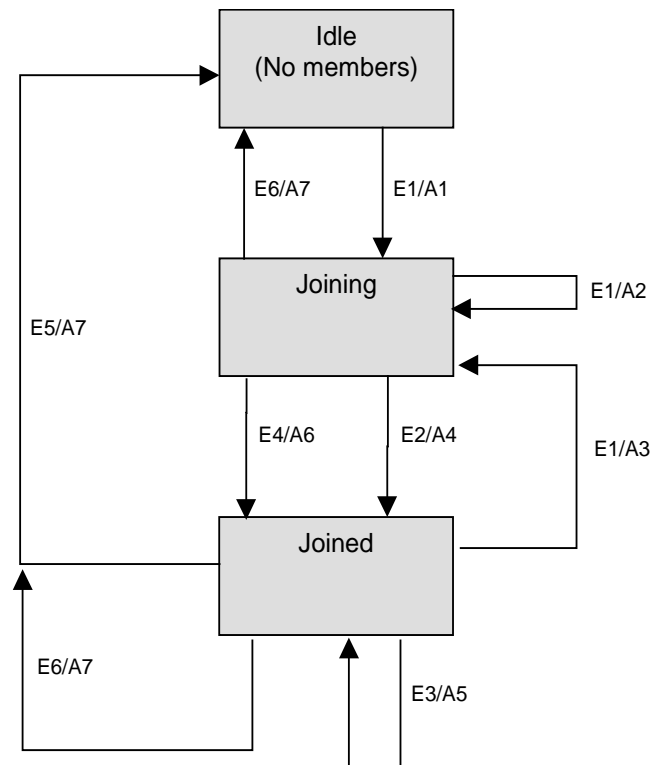 Idle
(No members)
E6/A7
E1/A1
Joining
E1/A2
E5/A7
E4/A6
E2/A4
E1/A3
Joined
E6/A7
E3/A5